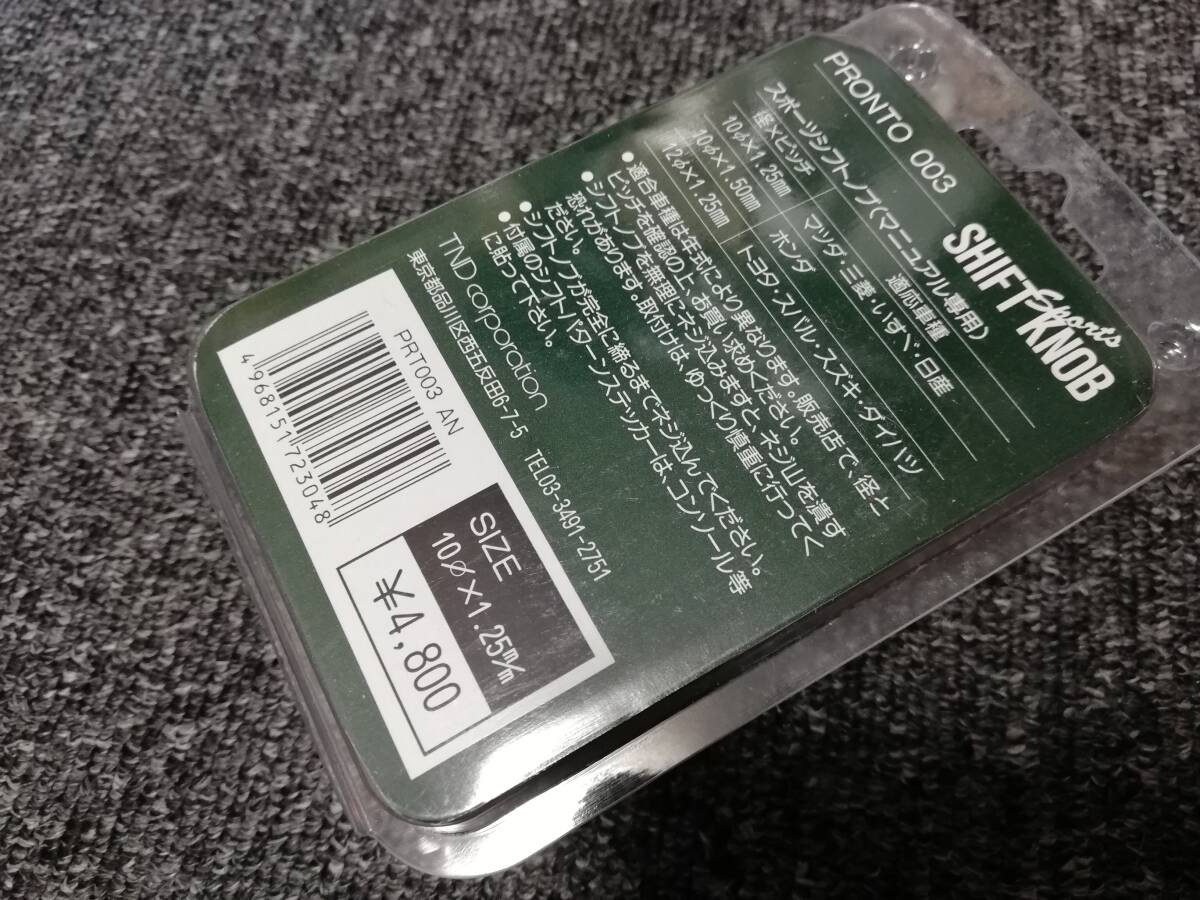 PRONTO 003
Sports
SHIFT KNOB
スポーツシフトノブ(マニュアル専用)
径×ピッチ 適応車種
10φ×1.25mm マツダ・三菱・いすゞ・日産
10φ×1.50mm ホンダ
12φ×1.25mm トヨタ・スバル・スズキ・ダイハツ
●適合車種は年式により異なります。販売店で、径と
ピッチを確認の上、お買い求めください。
●シフトノブを無理にネジ込みますと、ネジ山を潰す
恐れがあります。取付けは、ゆっくり慎重に行ってく
ださい。
●シフトノブが完全に締るまでネジ込んでください。
●付属のシフトパターンステッカーは、コンソール等
に貼って下さい。
TND corporation
東京都品川区西五反田6-7-5 TEL03-3491-2751
PRT003 AN
4968151723048
SIZE
10φ×1.25m/m
¥4,800